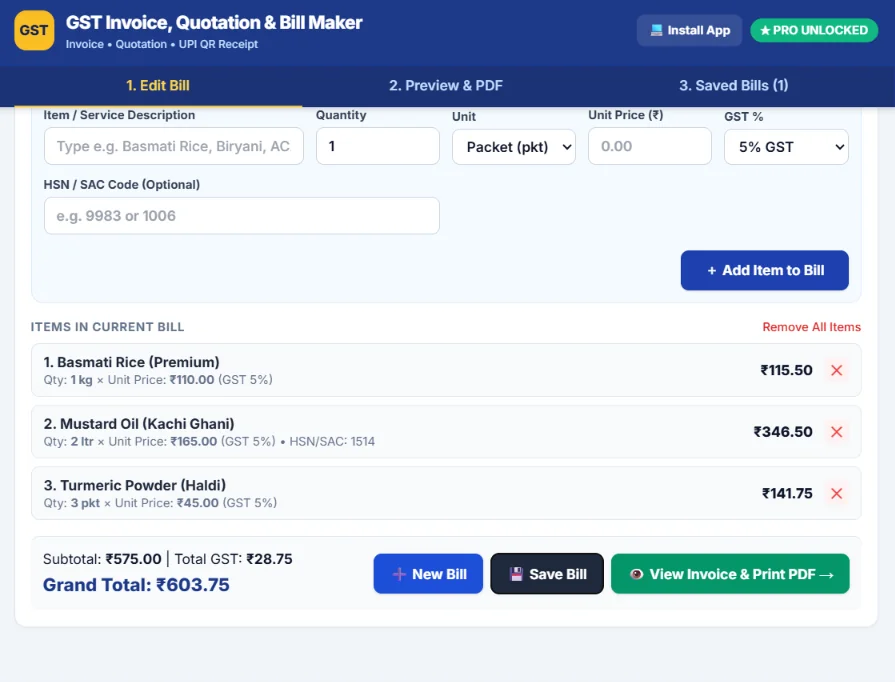 GST
GST Invoice, Quotation & Bill Maker
Invoice • Quotation • UPI QR Receipt
Install App
★ PRO UNLOCKED
1. Edit Bill
2. Preview & PDF
3. Saved Bills (1)
Item / Service Description
Quantity
Unit
Unit Price (₹)
GST %
Type e.g. Basmati Rice, Biryani, AC
1
Packet (pkt)
0.00
5% GST
HSN / SAC Code (Optional)
e.g. 9983 or 1006
+ Add Item to Bill
ITEMS IN CURRENT BILL
Remove All Items
1. Basmati Rice (Premium)
Qty: 1 kg × Unit Price: ₹110.00 (GST 5%)
₹115.50
2. Mustard Oil (Kachi Ghani)
Qty: 2 ltr × Unit Price: ₹165.00 (GST 5%) • HSN/SAC: 1514
₹346.50
3. Turmeric Powder (Haldi)
Qty: 3 pkt × Unit Price: ₹45.00 (GST 5%)
₹141.75
Subtotal: ₹575.00 | Total GST: ₹28.75
Grand Total: ₹603.75
➕ New Bill
💾 Save Bill
👁 View Invoice & Print PDF →